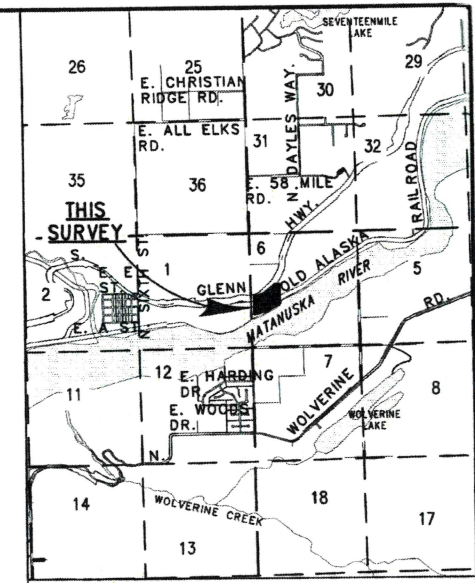 SEVENTEENMILE
LAKE
26
25
29
E. CHRISTIAN
RIDGE RD.
30
N. DAYLES WAY.
E. ALL ELKS
RD.
31
32
35
36
E. 58 MILE
RD.
HWY.
RAILROAD
THIS
SURVEY
N. SIXTH ST.
6
OLD ALASKA
S.
1
GLENN
5
2
E. E
ST.
MATANUSKA RIVER
E. A ST.
RD.
12
7
E. HARDING
DR.
11
WOLVERINE
8
E. WOODS
DR.
WOLVERINE
LAKE
N.
14
18
17
WOLVERINE CREEK
13